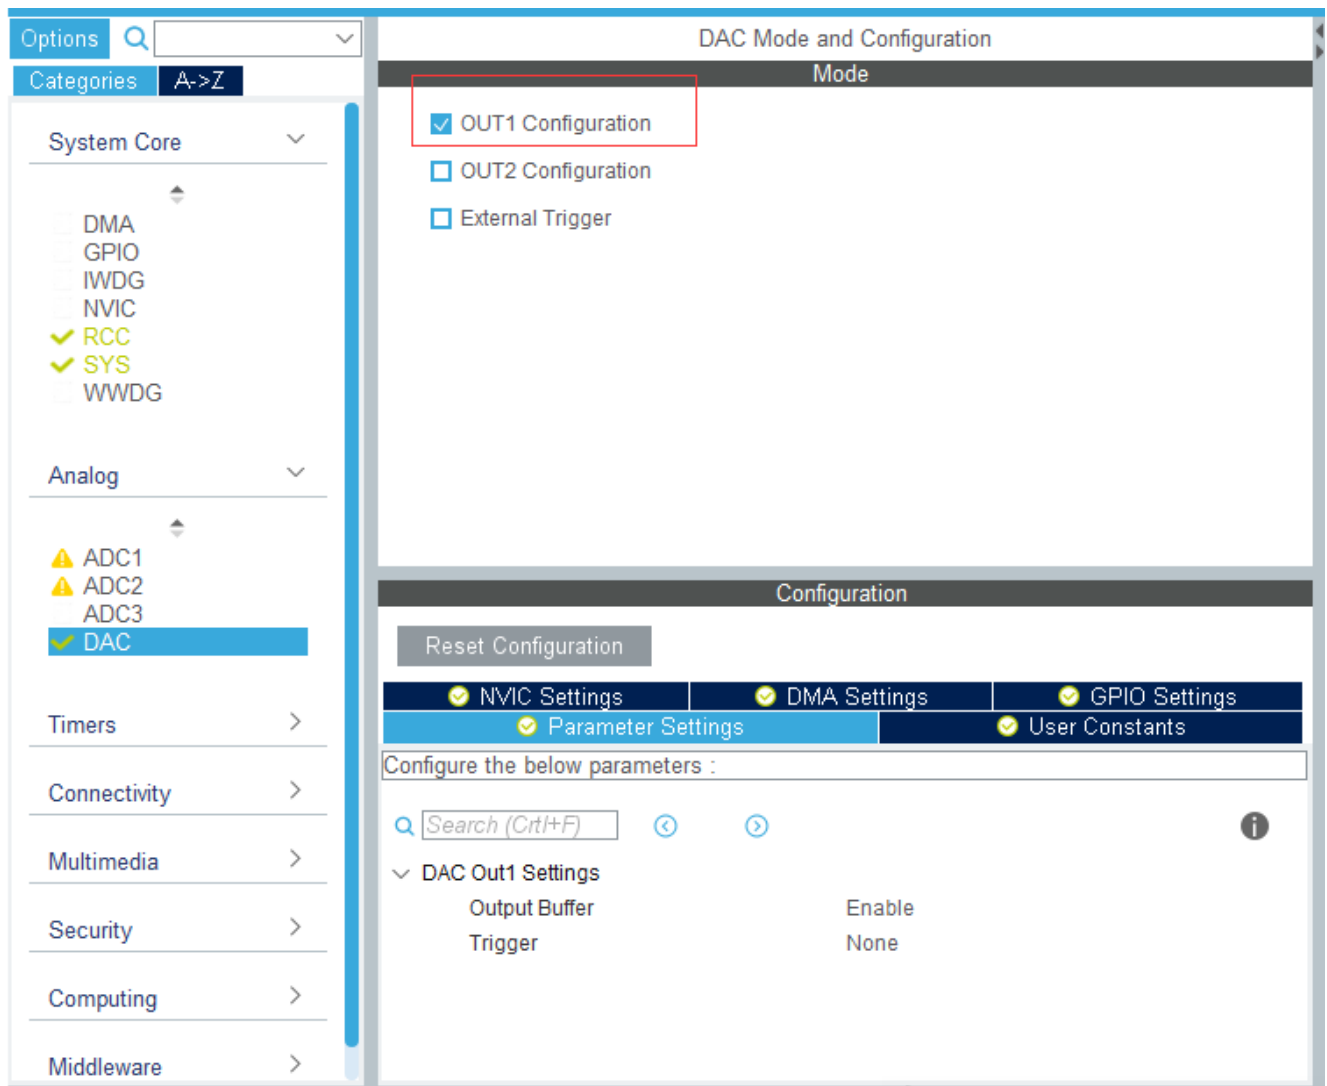 Options
Categories
A->Z
System Core
DMA
GPIO
IWDG
NVIC
RCC
SYS
WWDG
Analog
ADC1
ADC2
ADC3
DAC
Timers
Connectivity
Multimedia
Security
Computing
Middleware
DAC Mode and Configuration
Mode
OUT1 Configuration
OUT2 Configuration
External Trigger
Configuration
Reset Configuration
NVIC Settings
DMA Settings
GPIO Settings
Parameter Settings
User Constants
Configure the below parameters :
Search (Crtl+F)
DAC Out1 Settings
Output Buffer Enable
Trigger None